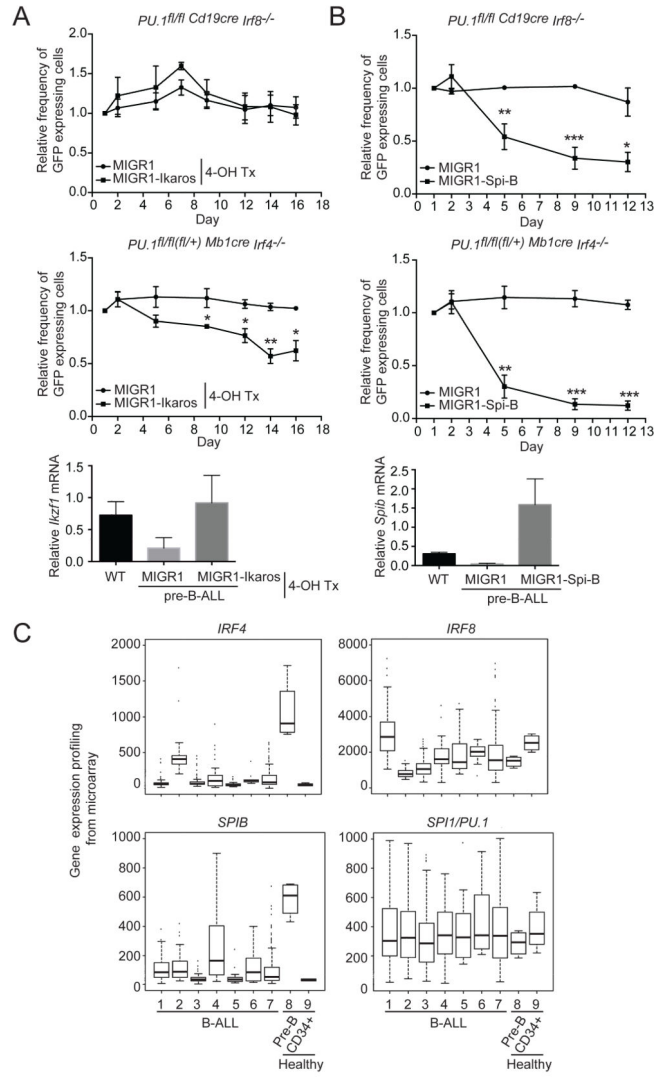 A
PU.1fl/fl Cd19cre Irf8-/-
Relative frequency of
GFP expressing cells
2.0
1.5
1.0
0.5
0.0
MIGR1
MIGR1-Ikaros
4-OH Tx
0 2 4 6 8 10 12 14 16 18
Day
PU.1fl/fl(fl/+) Mb1cre Irf4-/-
Relative frequency of
GFP expressing cells
1.5
1.0
0.5
0.0
* * ** *
MIGR1
MIGR1-Ikaros
4-OH Tx
0 2 4 6 8 10 12 14 16 18
Day
Relative Ikzf1 mRNA
1.5
1.0
0.5
0.0
WT MIGR1 MIGR1-Ikaros
pre-B-ALL
4-OH Tx
B
PU.1fl/fl Cd19cre Irf8-/-
Relative frequency of
GFP expressing cells
1.5
1.0
0.5
0.0
** *** *
MIGR1
MIGR1-Spi-B
0 1 2 3 4 5 6 7 8 9 10 11 12 13
Day
PU.1fl/fl(fl/+) Mb1cre Irf4-/-
Relative frequency of
GFP expressing cells
1.5
1.0
0.5
0.0
** *** ***
MIGR1
MIGR1-Spi-B
0 1 2 3 4 5 6 7 8 9 10 11 12 13
Day
Relative Spib mRNA
2.5
2.0
1.5
1.0
0.5
0.0
WT MIGR1 MIGR1-Spi-B
pre-B-ALL
C
Gene expression profiling
from microarray
IRF4
2000
1500
1000
500
0
IRF8
8000
6000
4000
2000
0
SPIB
1000
800
600
400
200
0
1 2 3 4 5 6 7 8 9
B-ALL
Pre-B
CD34+
Healthy
SPI1/PU.1
1000
800
600
400
200
0
1 2 3 4 5 6 7 8 9
B-ALL
Pre-B
CD34+
Healthy